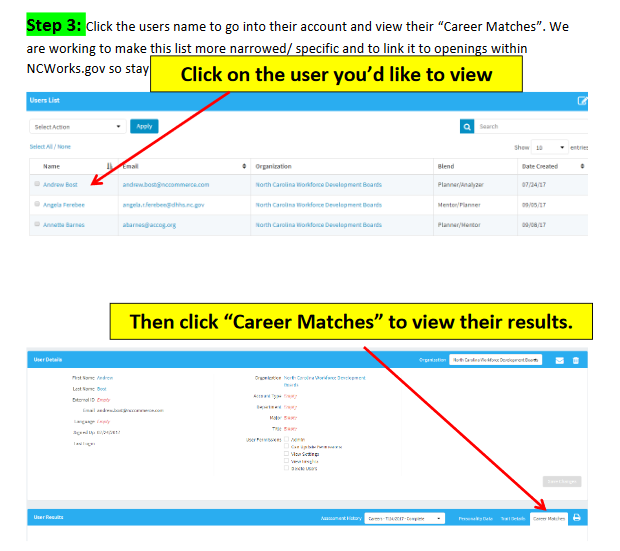 Step 3: Click the users name to go into their account and view their “Career Matches”. We
are working to make this list more narrowed/ specific and to link it to openings within
NCWorks.gov so stay
Click on the user you’d like to view
Users List
Select Action Apply Search
Select All / None Show 10 entries
Name Email Organization Blend Date Created
Andrew Bost andrew.bost@nccommerce.com North Carolina Workforce Development Boards Planner/Analyzer 07/24/17
Angela Ferebee angela.r.ferebee@dhhs.nc.gov North Carolina Workforce Development Boards Mentor/Planner 09/05/17
Annette Barnes abarnes@accog.org North Carolina Workforce Development Boards Planner/Mentor 09/08/17
Then click “Career Matches” to view their results.
User Details Organization North Carolina Workforce Development Boards
First Name Andrew Organization North Carolina Workforce Development
Boards
Last Name Bost
External ID Empty Account Type Empty
Email andrew.bost@nccommerce.com Department Empty
Language Empty Major Empty
Signed Up 07/24/2017 Title Empty
Last Login User Permissions Admin
View Settings
View Insights
Delete Users
Save Changes
User Results Assessment History Career - 7/24/2017 - Complete Personality Data Trait Details Career Matches